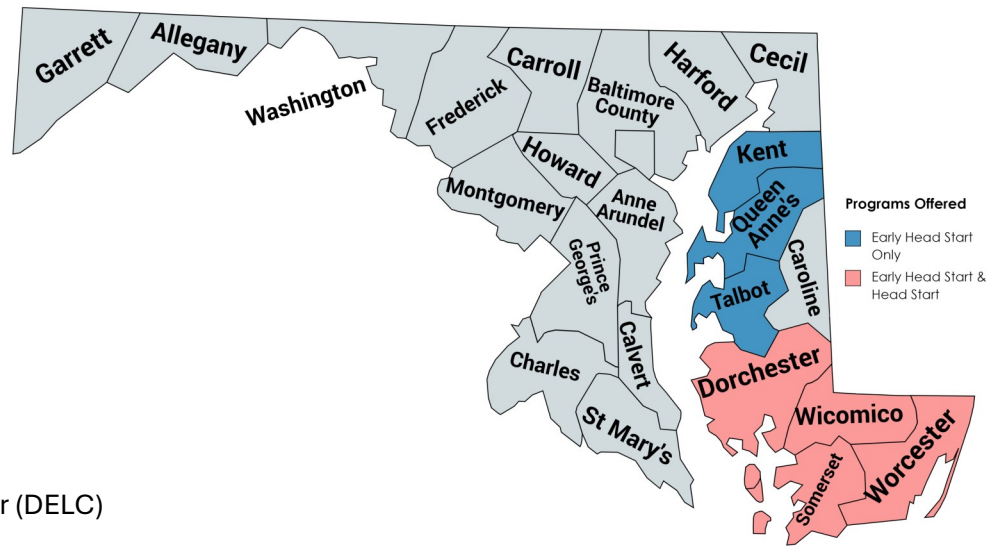 Garrett
Allegany
Washington
Frederick
Carroll
Baltimore
County
Harford
Cecil
Howard
Montgomery
Anne
Arundel
Prince
George's
Kent
Queen
Anne's
Caroline
Talbot
Calvert
Charles
St Mary's
Dorchester
Wicomico
Worcester
Somerset
Programs Offered
Early Head Start
Only
Early Head Start &
Head Start
r (DELC)